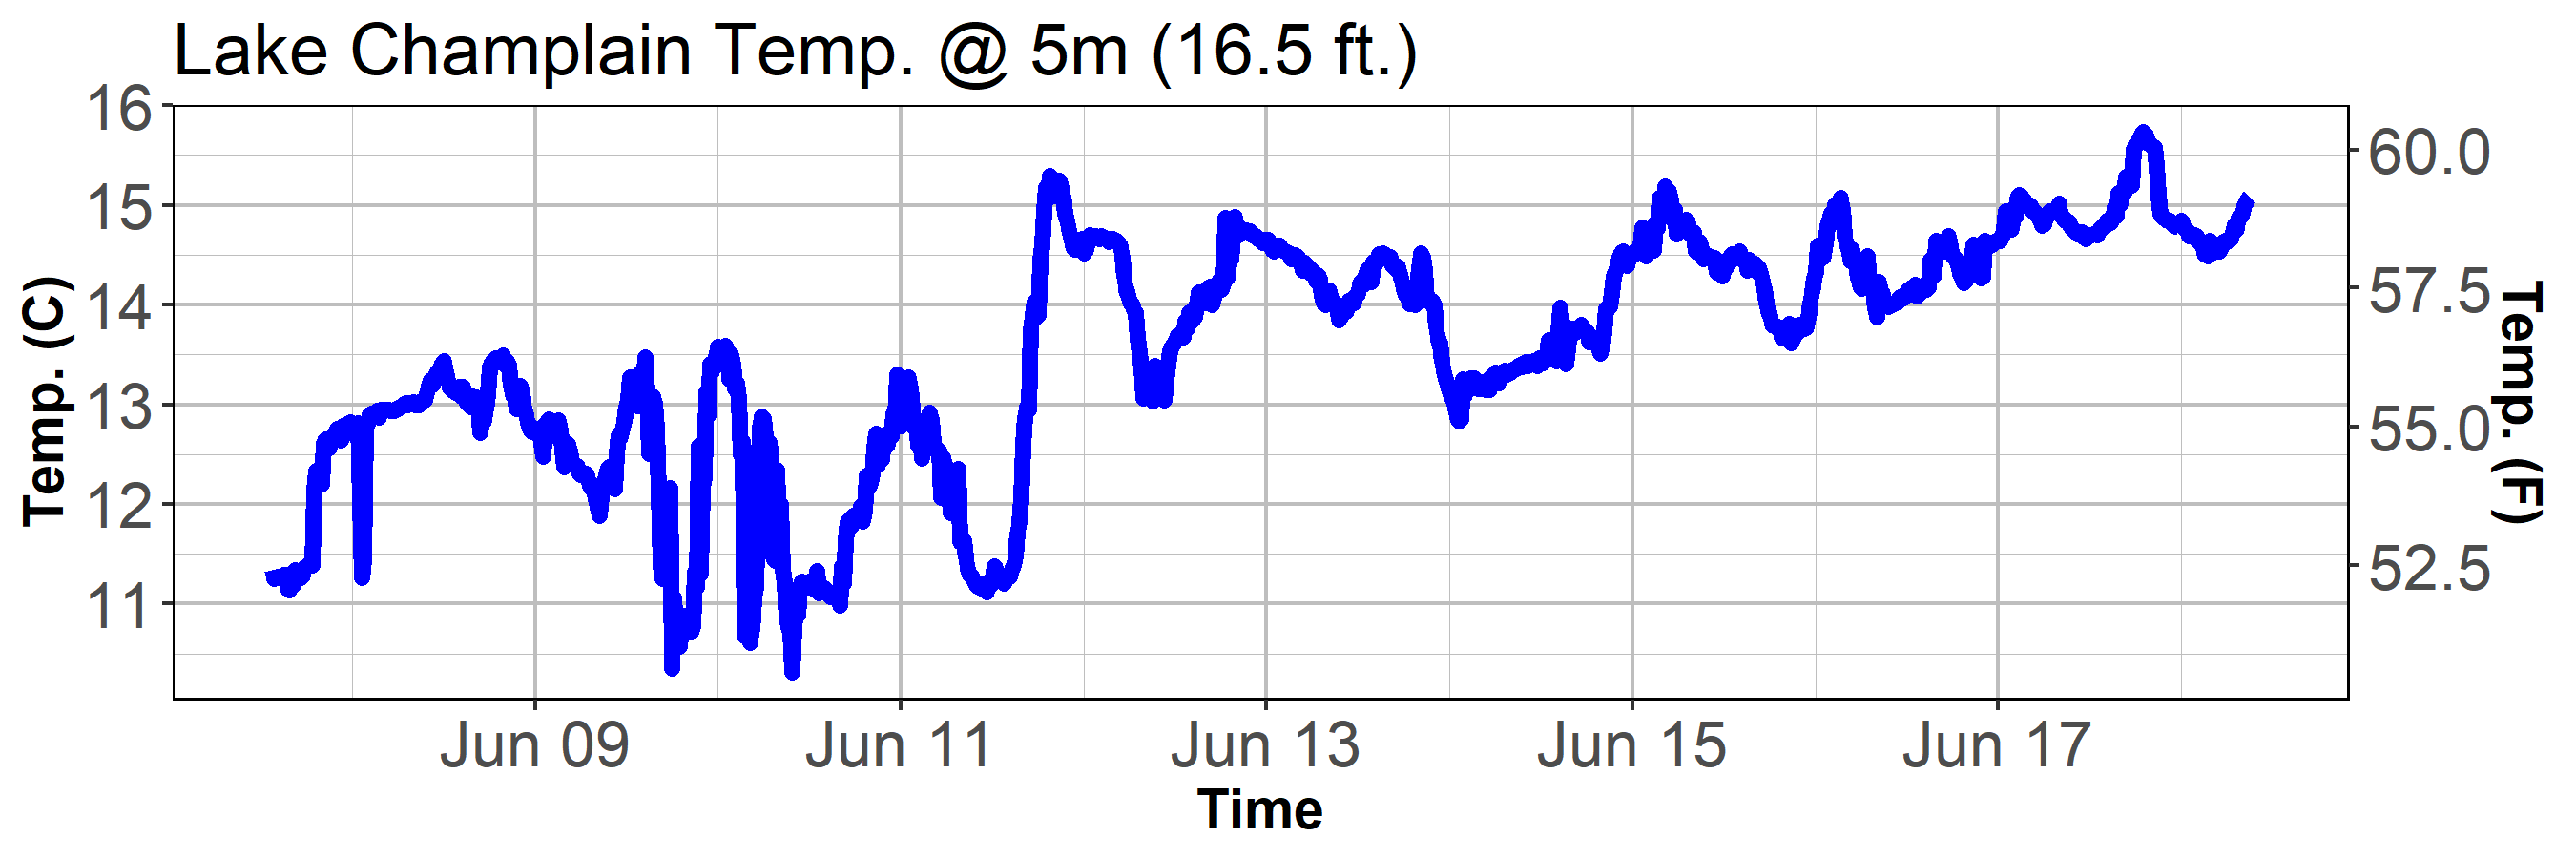 Lake Champlain Temp. @ 5m (16.5 ft.)
16
15
14
13
12
11
Temp. (C)
60.0
57.5
55.0
52.5
Temp. (F)
Jun 09 Jun 11 Jun 13 Jun 15 Jun 17
Time